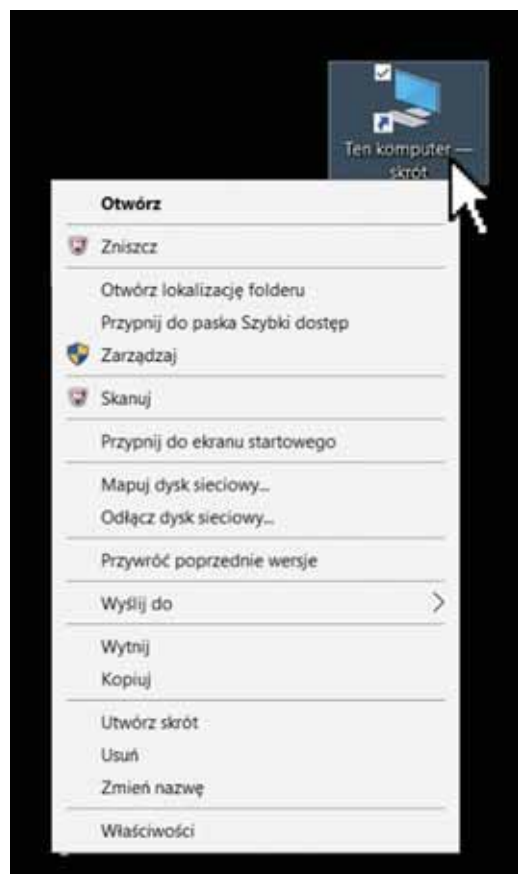 Ten komputer —
skrót
Otwórz
Zniszcz
Otwórz lokalizację folderu
Przypnij do paska Szybki dostęp
Zarządzaj
Skanuj
Przypnij do ekranu startowego
Mapuj dysk sieciowy...
Odłącz dysk sieciowy...
Przywróć poprzednie wersje
Wyślij do
Wytnij
Kopiuj
Utwórz skrót
Usuń
Zmień nazwę
Właściwości